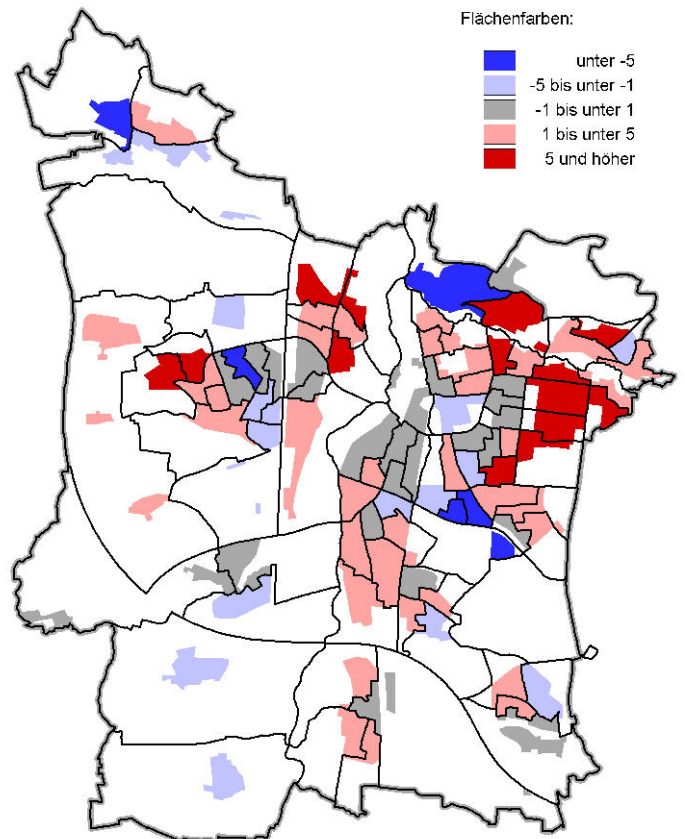 Flächenfarben:
unter -5
-5 bis unter -1
-1 bis unter 1
1 bis unter 5
5 und höher